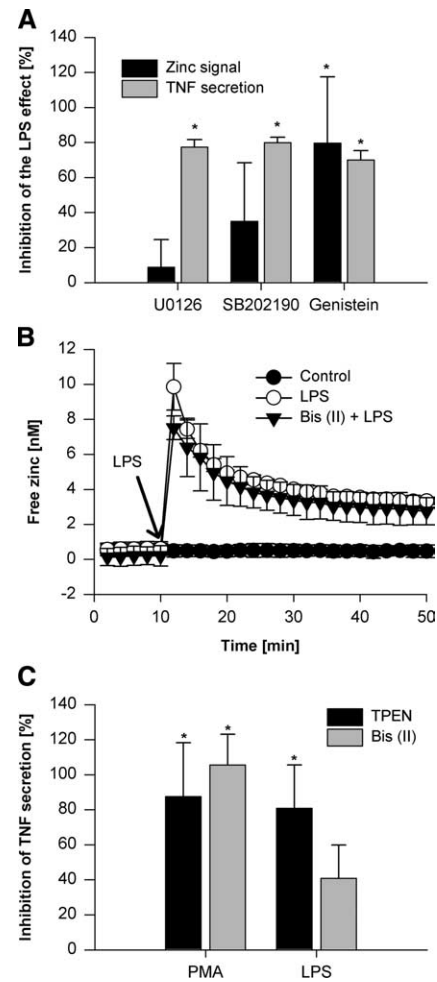 A
Inhibition of the LPS effect [%]
140
120
100
80
60
40
20
0
Zinc signal
TNF secretion
*
*
*
*
U0126
SB202190
Genistein
B
Free zinc [nM]
12
10
8
6
4
2
0
-2
Control
LPS
Bis (II) + LPS
LPS
0
10
20
30
40
50
Time [min]
C
Inhibition of TNF secretion [%]
140
120
100
80
60
40
20
0
TPEN
Bis (II)
*
*
*
PMA
LPS